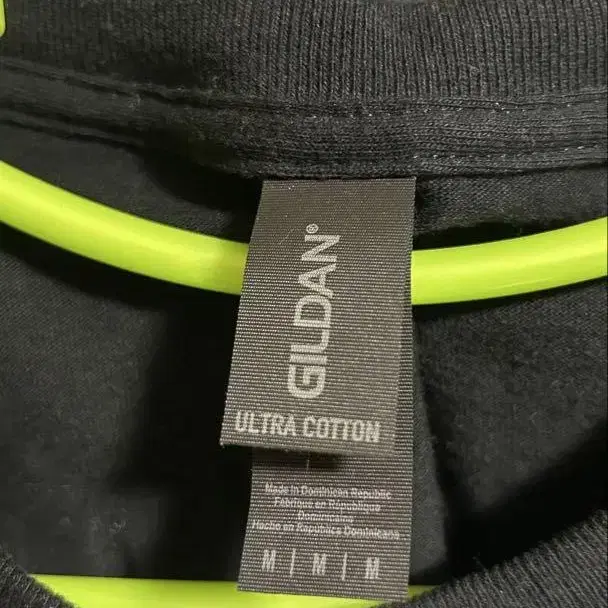 GILDAN®
ULTRA COTTON
Made in Dominican Republic
Fabriqué en République
Dominicaine
Hecho en República Dominicana
M | M | M